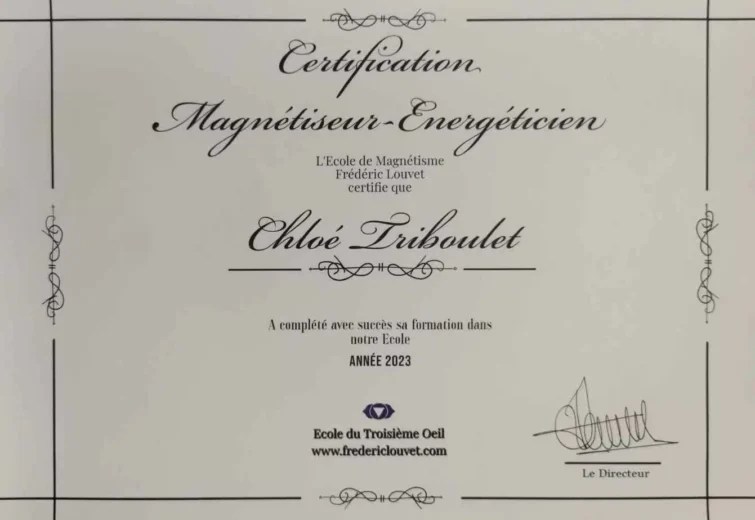 Certification
Magnétiseur-Energéticien
L'Ecole de Magnétisme
Frédéric Louvet
certifie que
Chloé Triboulet
A complété avec succès sa formation dans
notre Ecole
ANNÉE 2023
Ecole du Troisième Oeil
www.fredericlouvet.com
Le Directeur